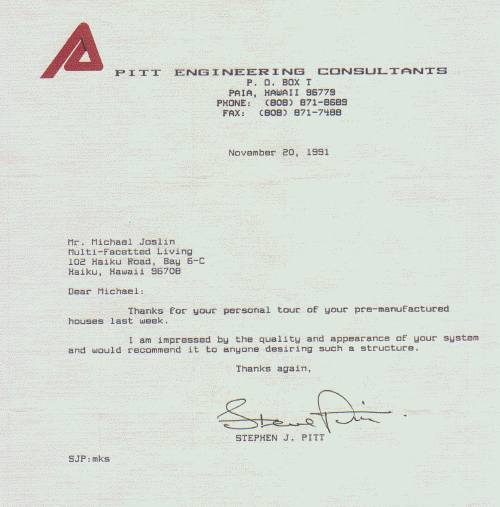 PITT ENGINEERING CONSULTANTS
P. O. BOX T
PAIA, HAWAII 96779
PHONE: (808) 871-8689
FAX: (808) 871-7488
November 20, 1991
Mr. Michael Joslin
Multi-Facetted Living
102 Haiku Road, Bay 6-C
Haiku, Hawaii 96708
Dear Michael:
Thanks for your personal tour of your pre-manufactured
houses last week.
I am impressed by the quality and appearance of your system
and would recommend it to anyone desiring such a structure.
Thanks again,
Steve Pitt
STEPHEN J. PITT
SJP:mks